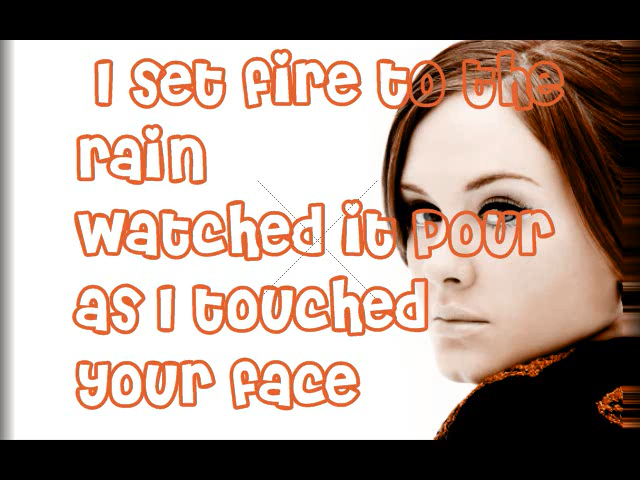 I set fire to the
rain
watched it pour
as I touched
your face